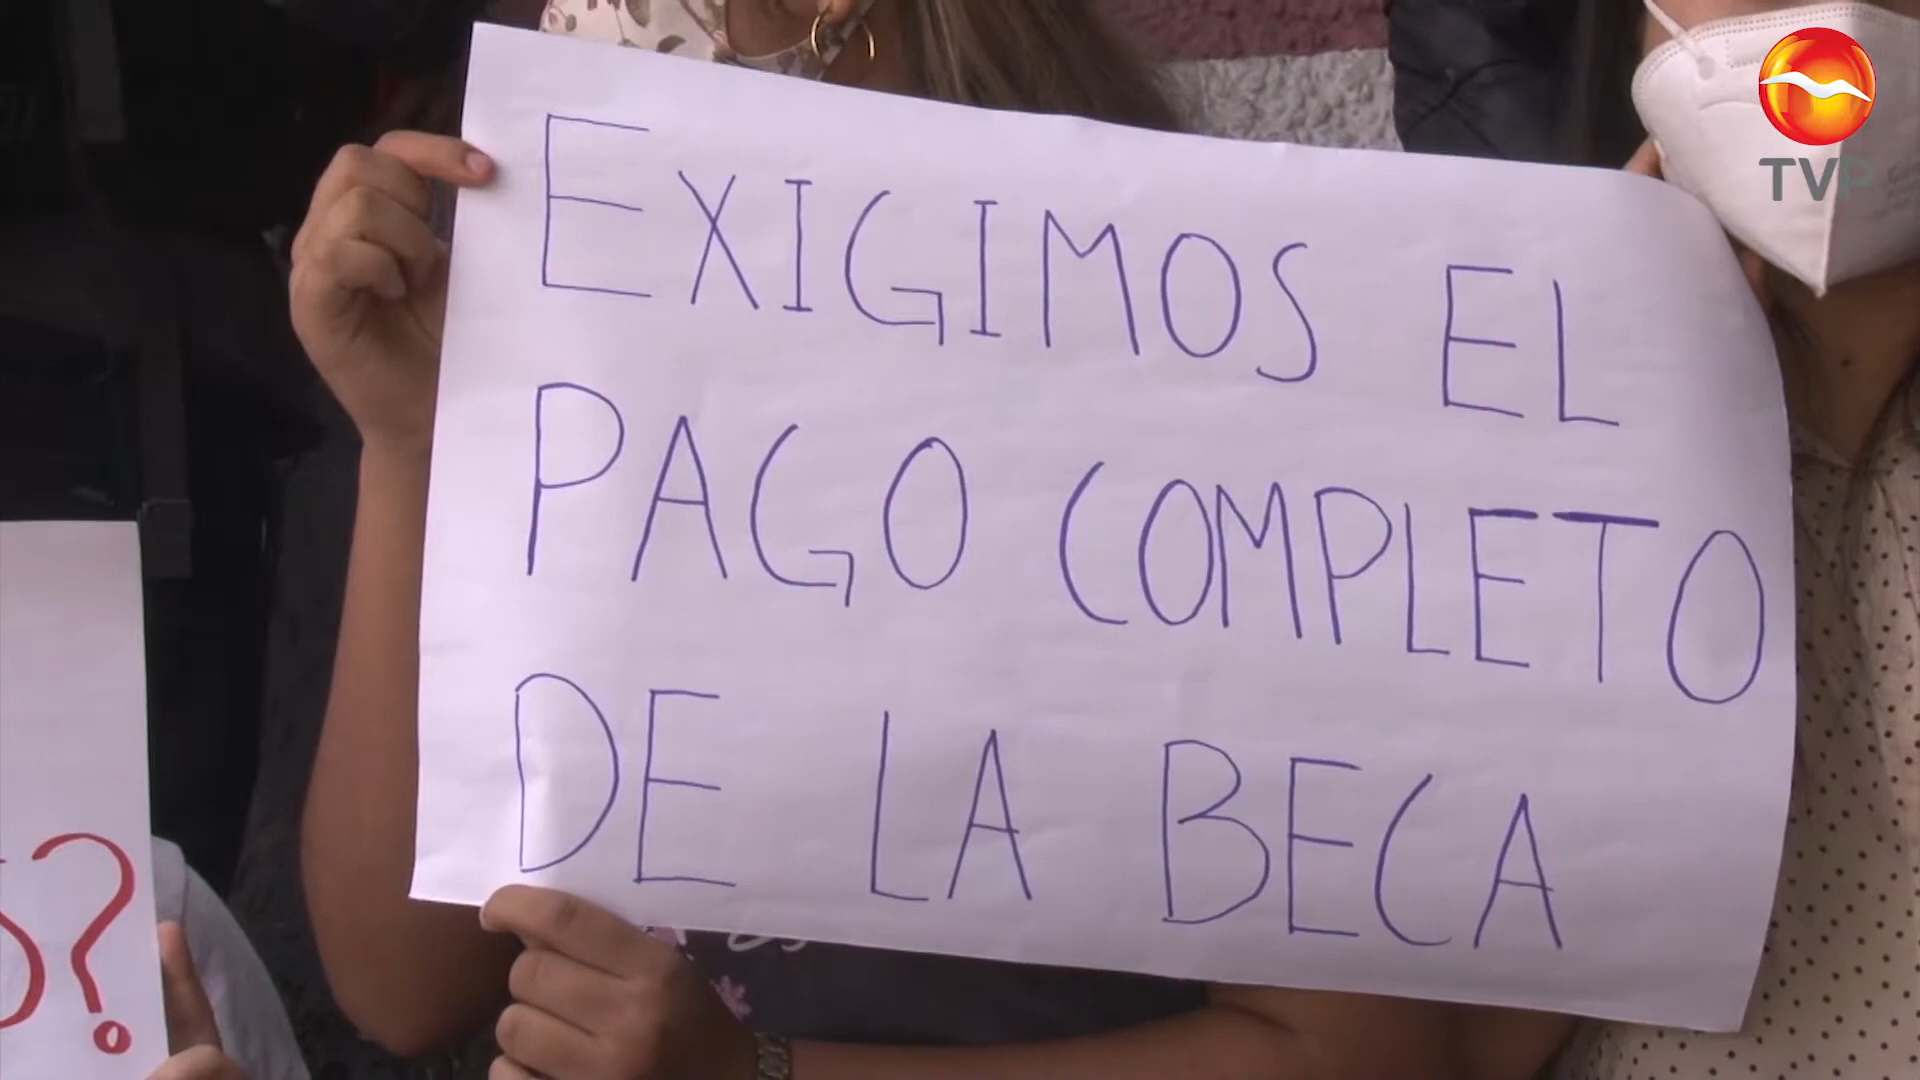 TVP
EXIGIMOS EL
PAGO COMPLETO
DE LA BECA
?